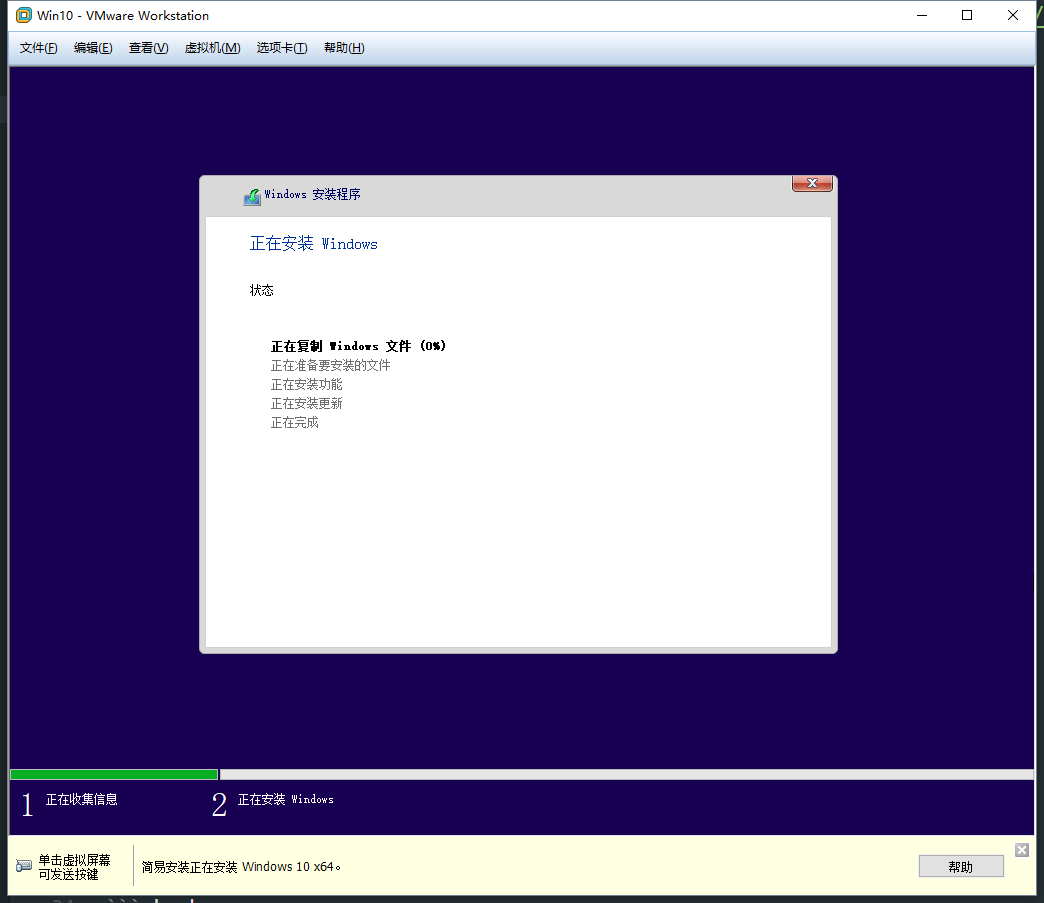 Win10 - VMware Workstation
文件(F) 编辑(E) 查看(V) 虚拟机(M) 选项卡(T) 帮助(H)
Windows 安装程序
正在安装 Windows
状态
正在复制 Windows 文件 (0%)
正在准备要安装的文件
正在安装功能
正在安装更新
正在完成
1 正在收集信息 2 正在安装 Windows
单击虚拟屏幕
可发送按键
简易安装正在安装 Windows 10 x64。
帮助